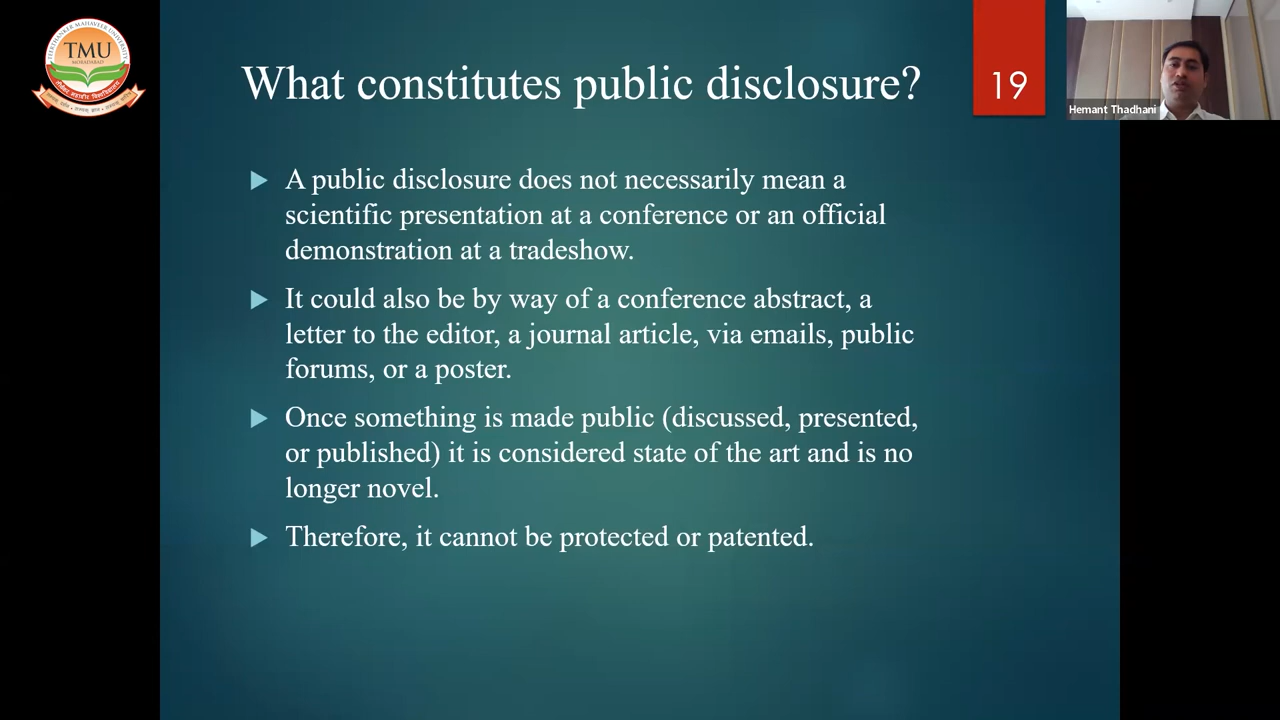 TEERTHANKER MAHAVEER UNIVERSITY
TMU
MORADABAD
What constitutes public disclosure?
19
Hemant Thadhani
A public disclosure does not necessarily mean a
scientific presentation at a conference or an official
demonstration at a tradeshow.
It could also be by way of a conference abstract, a
letter to the editor, a journal article, via emails, public
forums, or a poster.
Once something is made public (discussed, presented,
or published) it is considered state of the art and is no
longer novel.
Therefore, it cannot be protected or patented.